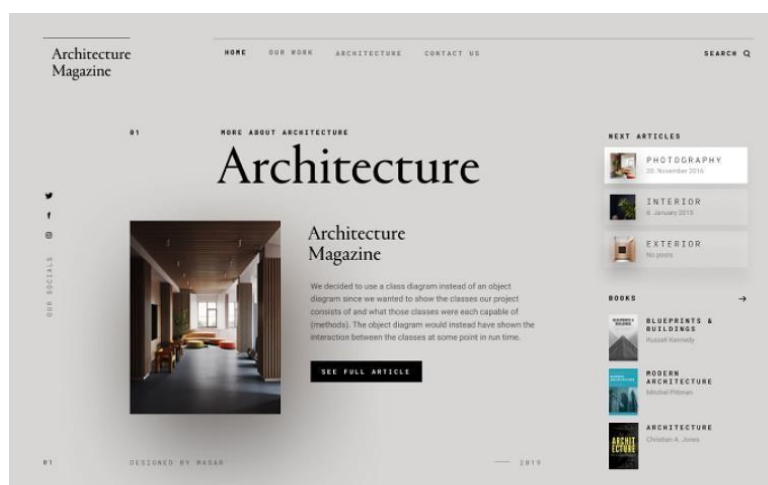 Architecture
Magazine
HOME OUR WORK ARCHITECTURE CONTACT US
SEARCH
01
MORE ABOUT ARCHITECTURE
Architecture
Architecture
Magazine
We decided to use a class diagram instead of an object
diagram since we wanted to show the classes our project
consists of and what those classes were each capable of
(methods). The object diagram would instead have shown the
interaction between the classes at some point in run time.
SEE FULL ARTICLE
OUR SOCIALS
NEXT ARTICLES
PHOTOGRAPHY
20. November 2016
INTERIOR
6. January 2015
EXTERIOR
No posts
BOOKS
BLUEPRINTS &
BUILDINGS
Russell Kennedy
MODERN
ARCHITECTURE
Mitchel Pittman
ARCHIT
ECTURE
ARCHITECTURE
Christian A. Jones
01
DESIGNED BY MASAR
2019